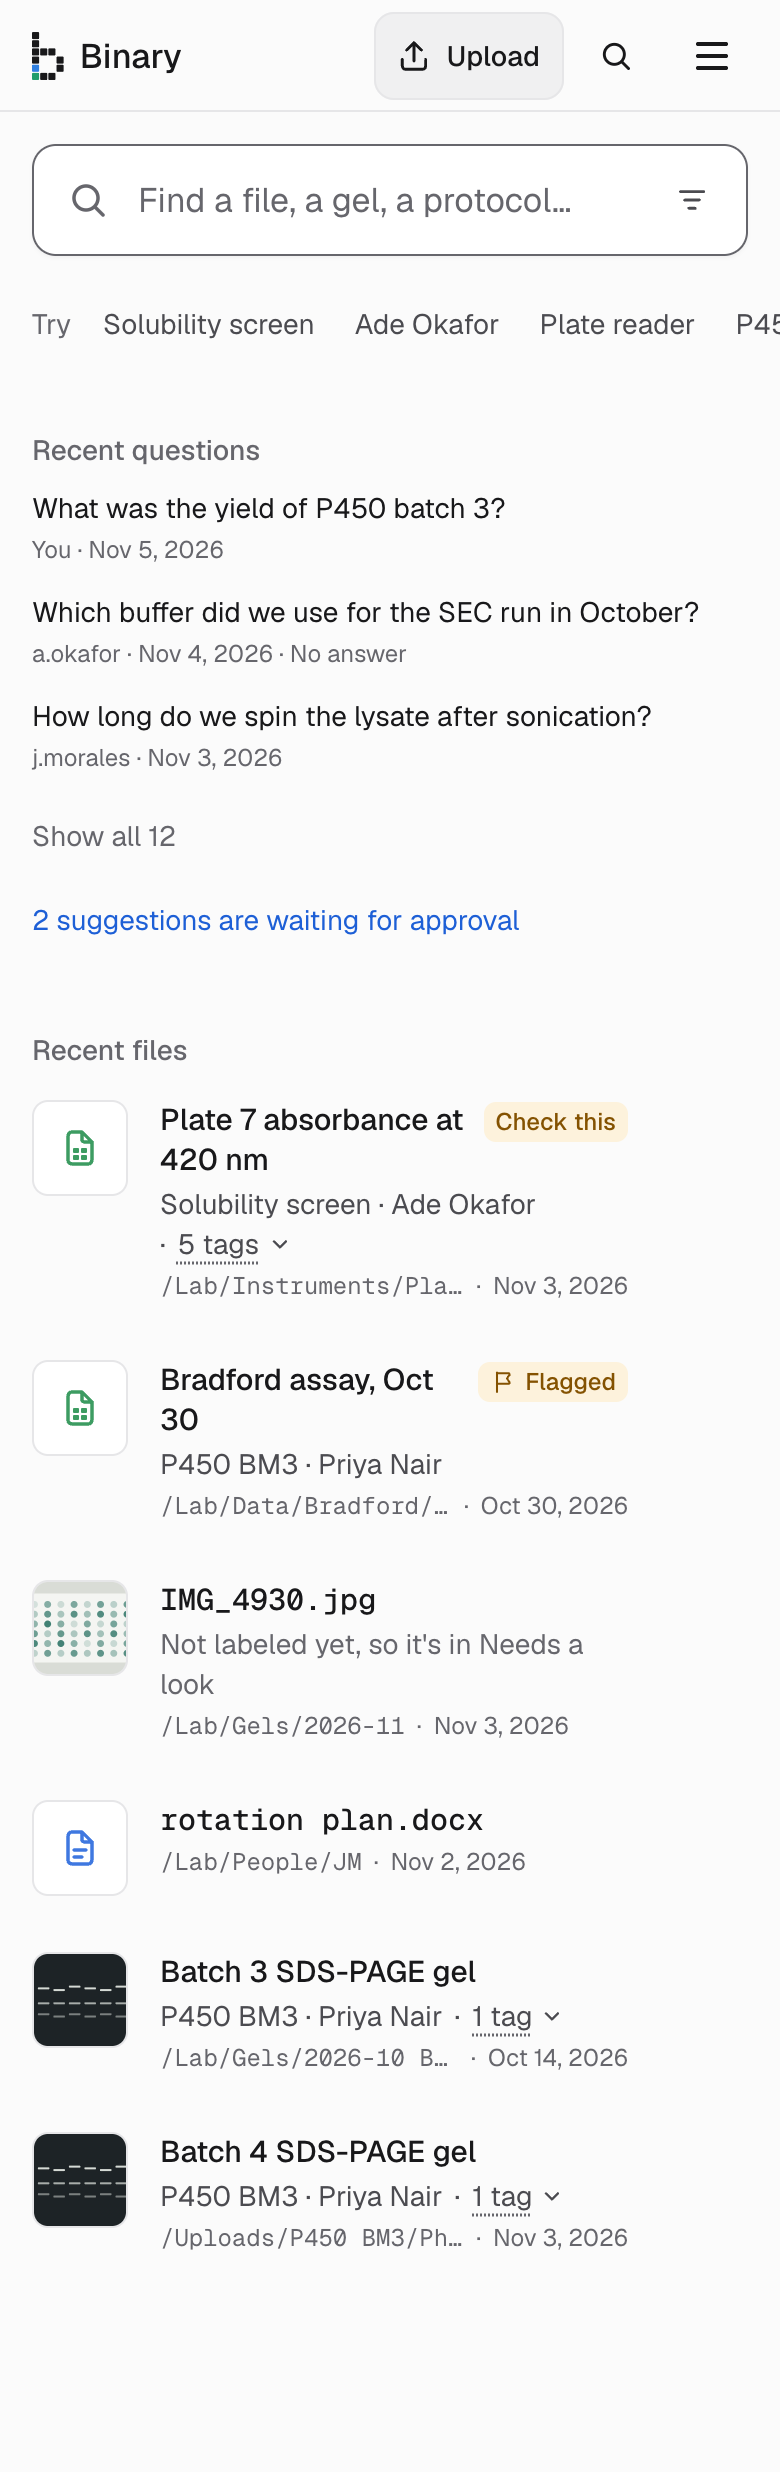 Binary
Upload
Find a file, a gel, a protocol...
Try Solubility screen Ade Okafor Plate reader P45
Recent questions
What was the yield of P450 batch 3?
You · Nov 5, 2026
Which buffer did we use for the SEC run in October?
a.okafor · Nov 4, 2026 · No answer
How long do we spin the lysate after sonication?
j.morales · Nov 3, 2026
Show all 12
2 suggestions are waiting for approval
Recent files
Plate 7 absorbance at Check this
420 nm
Solubility screen · Ade Okafor
· 5 tags
/Lab/Instruments/Pla… · Nov 3, 2026
Bradford assay, Oct Flagged
30
P450 BM3 · Priya Nair
/Lab/Data/Bradford/… · Oct 30, 2026
IMG_4930.jpg
Not labeled yet, so it's in Needs a
look
/Lab/Gels/2026-11 · Nov 3, 2026
rotation plan.docx
/Lab/People/JM · Nov 2, 2026
Batch 3 SDS-PAGE gel
P450 BM3 · Priya Nair · 1 tag
/Lab/Gels/2026-10 B… · Oct 14, 2026
Batch 4 SDS-PAGE gel
P450 BM3 · Priya Nair · 1 tag
/Uploads/P450 BM3/Ph… · Nov 3, 2026